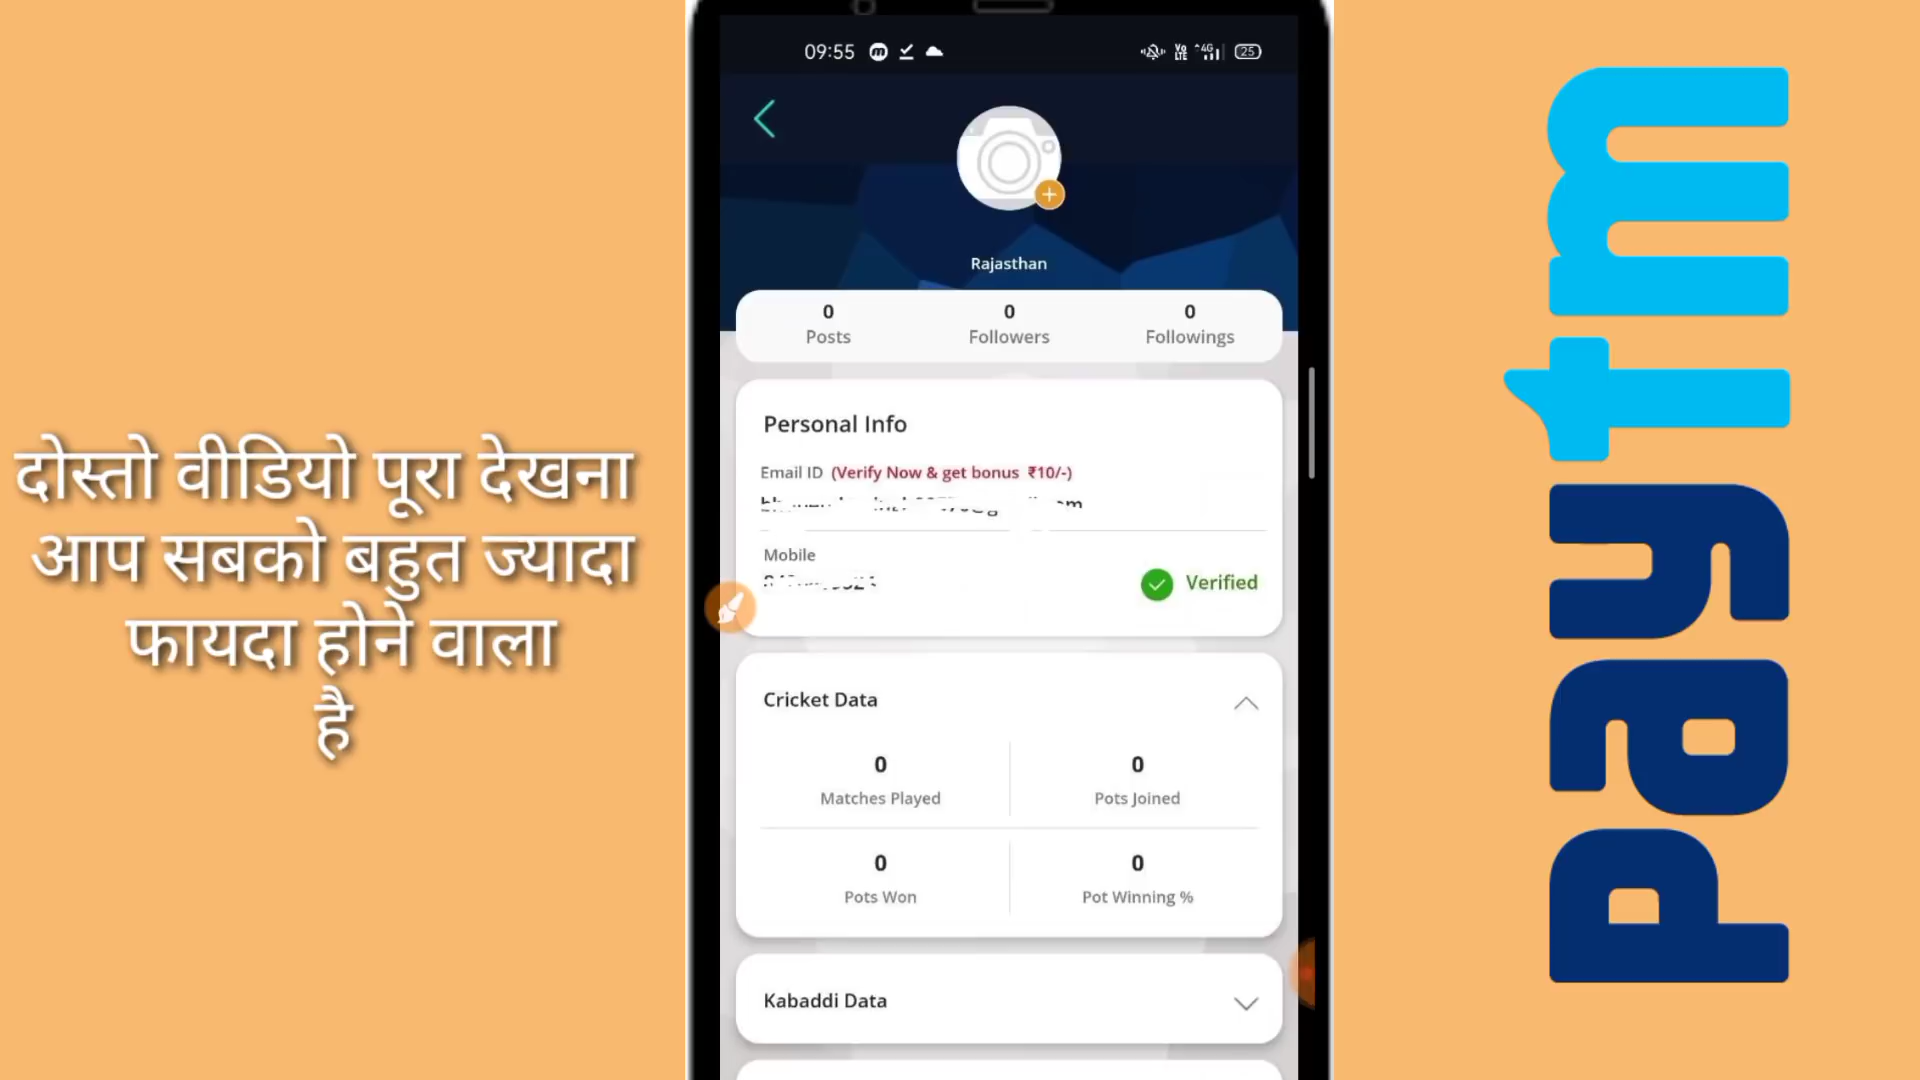 दोस्तो वीडियो पूरा देखना
आप सबको बहुत ज्यादा
फायदा होने वाला
है
09:55
4G
25
Rajasthan
0 0 0
Posts Followers Followings
Personal Info
Email ID (Verify Now & get bonus ₹10/-)
Mobile
Verified
Cricket Data
0 0
Matches Played Pots Joined
0 0
Pots Won Pot Winning %
Kabaddi Data
paytm